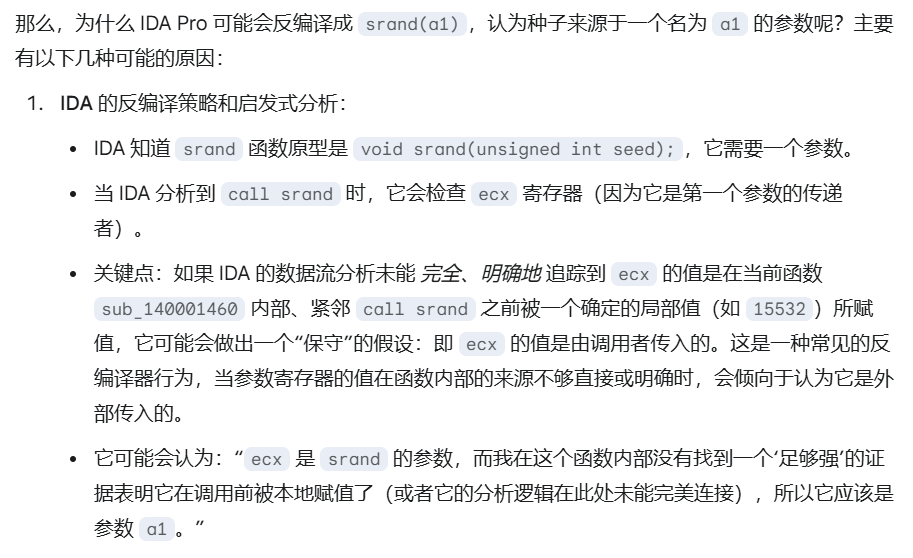 那么，为什么 IDA Pro 可能会反编译成 srand(a1)，认为种子来源于一个名为 a1 的参数呢？主要
有以下几种可能的原因：
1. IDA 的反编译策略和启发式分析：
• IDA 知道 srand 函数原型是 void srand(unsigned int seed);，它需要一个参数。
• 当 IDA 分析到 call srand 时，它会检查 ecx 寄存器（因为它是第一个参数的传递
者）。
• 关键点：如果 IDA 的数据流分析未能 完全、明确地 追踪到 ecx 的值是在当前函数
sub_140001460 内部、紧邻 call srand 之前被一个确定的局部值（如 15532）所赋
值，它可能会做出一个“保守”的假设：即 ecx 的值是由调用者传入的。这是一种常见的反
编译器行为，当参数寄存器的值在函数内部的来源不够直接或明确时，会倾向于认为它是外
部传入的。
• 它可能会认为：“ecx 是 srand 的参数，而我在这个函数内部没有找到一个‘足够强’的证
据表明它在调用前被本地赋值了（或者它的分析逻辑在此处未能完美连接），所以它应该是
参数 a1。”